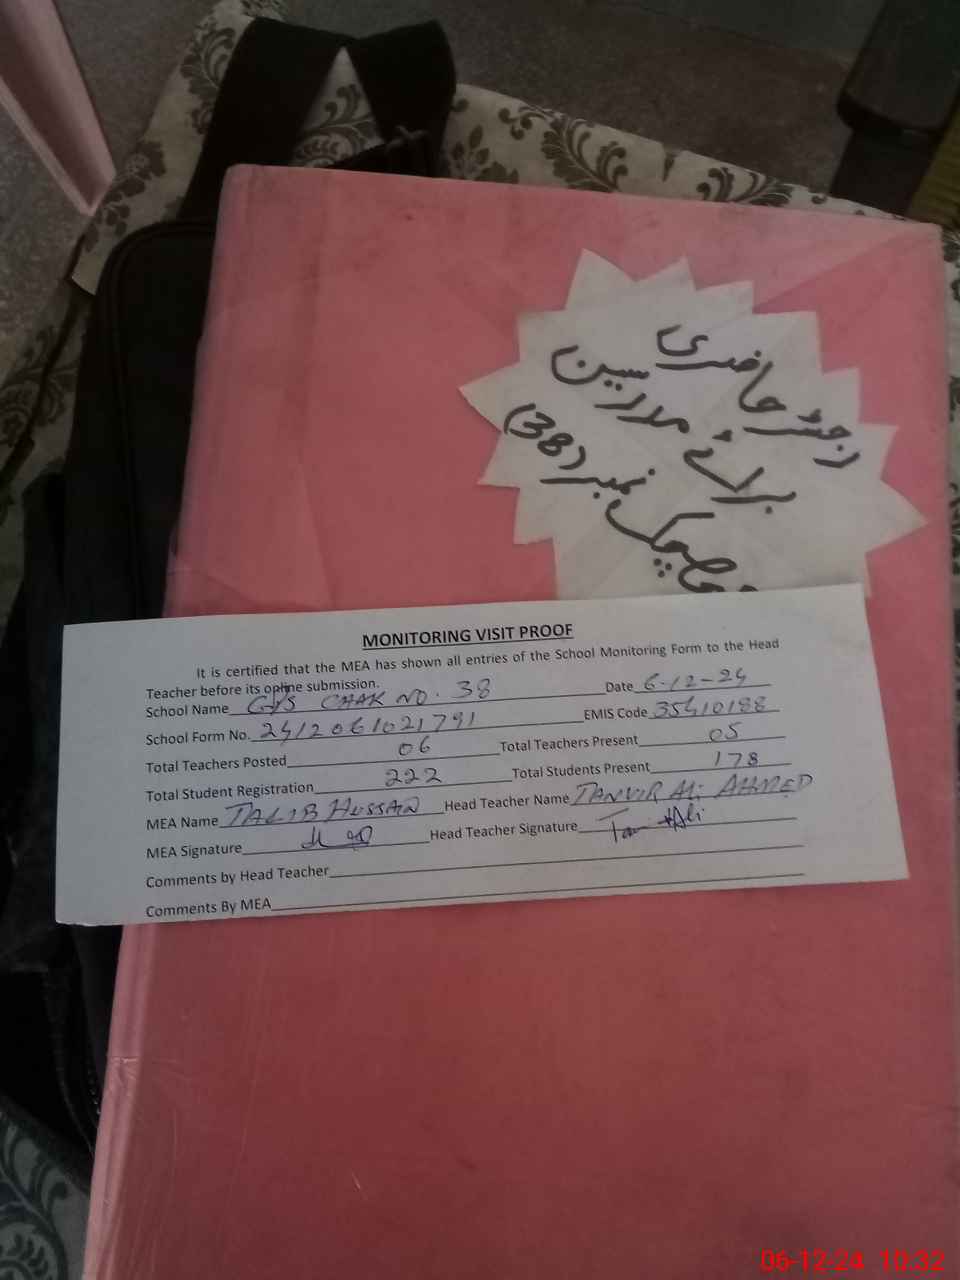 رجسٹر حاضری
برائے مدرسین
چک نمبر (38)
MONITORING VISIT PROOF
It is certified that the MEA has shown all entries of the School Monitoring Form to the Head
Teacher before its online submission.
School Name GPS CHAK NO. 38 Date 6-12-24
School Form No. 2412061021791 EMIS Code 35410188
Total Teachers Posted 06 Total Teachers Present 05
Total Student Registration 222 Total Students Present 178
MEA Name TALIB HUSSAIN Head Teacher Name TANVIR Ali AHMED
MEA Signature Head Teacher Signature
Comments by Head Teacher
Comments By MEA
06-12-24 10:32